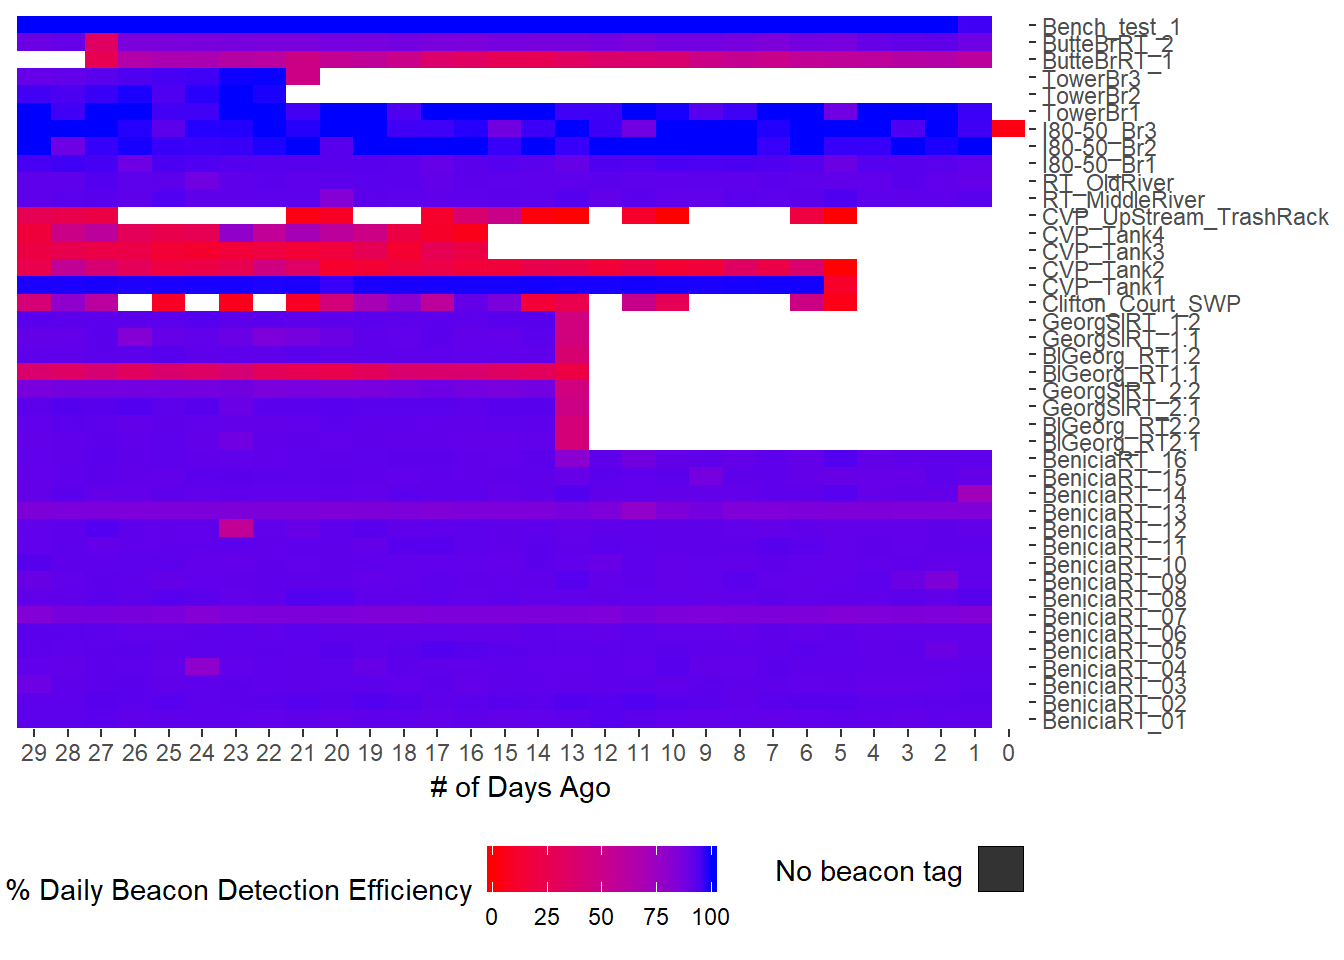 Bench_test_1
ButteBrRT_2
ButteBrRT_1
TowerBr3
TowerBr2
TowerBr1
I80-50_Br3
I80-50_Br2
I80-50_Br1
RT_OldRiver
RT_MiddleRiver
CVP_UpStream_TrashRack
CVP_Tank4
CVP_Tank3
CVP_Tank2
CVP_Tank1
Clifton_Court_SWP
GeorgSlRT_1.2
GeorgSlRT_1.1
BlGeorg_RT1.2
BlGeorg_RT1.1
GeorgSlRT_2.2
GeorgSlRT_2.1
BlGeorg_RT2.2
BlGeorg_RT2.1
BeniciaRT_16
BeniciaRT_15
BeniciaRT_14
BeniciaRT_13
BeniciaRT_12
BeniciaRT_11
BeniciaRT_10
BeniciaRT_09
BeniciaRT_08
BeniciaRT_07
BeniciaRT_06
BeniciaRT_05
BeniciaRT_04
BeniciaRT_03
BeniciaRT_02
BeniciaRT_01
29 28 27 26 25 24 23 22 21 20 19 18 17 16 15 14 13 12 11 10 9 8 7 6 5 4 3 2 1 0
# of Days Ago
% Daily Beacon Detection Efficiency
0 25 50 75 100
No beacon tag